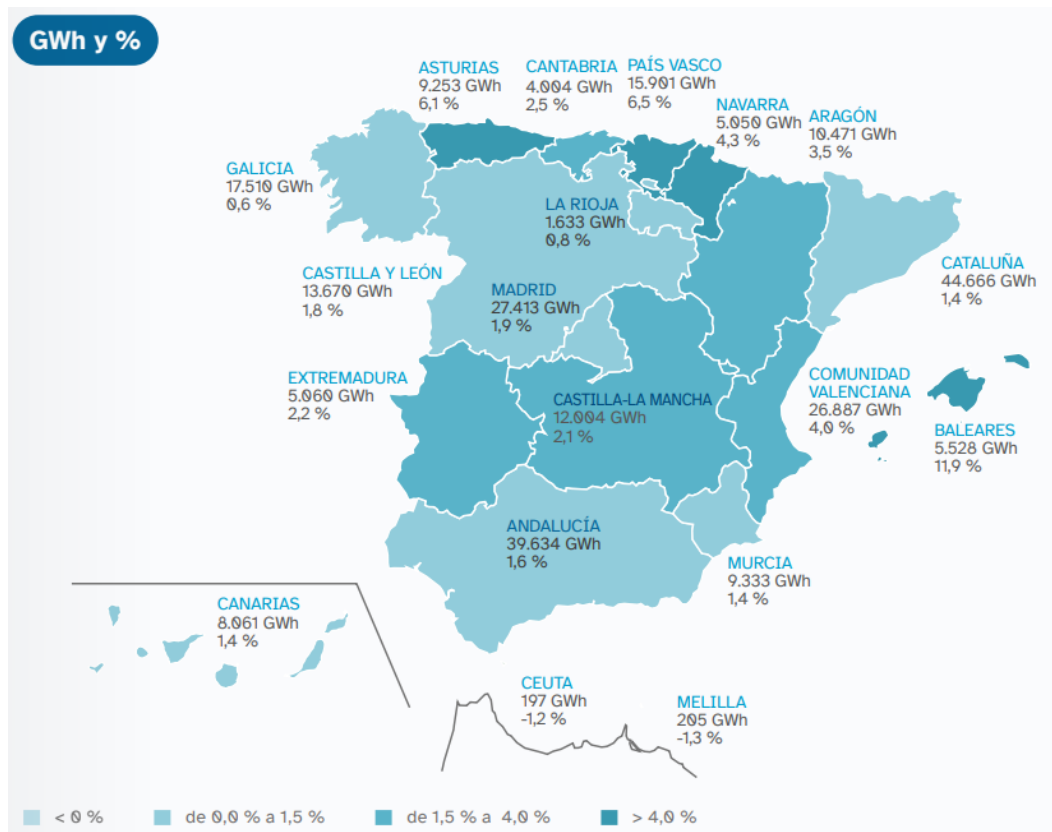 GWh y %
ASTURIAS
9.253 GWh
6,1 %
CANTABRIA
4.004 GWh
2,5 %
PAÍS VASCO
15.901 GWh
6,5 %
NAVARRA
5.050 GWh
4,3 %
ARAGÓN
10.471 GWh
3,5 %
GALICIA
17.510 GWh
0,6 %
LA RIOJA
1.633 GWh
0,8 %
CASTILLA Y LEÓN
13.670 GWh
1,8 %
MADRID
27.413 GWh
1,9 %
CATALUÑA
44.666 GWh
1,4 %
EXTREMADURA
5.060 GWh
2,2 %
CASTILLA-LA MANCHA
12.004 GWh
2,1 %
COMUNIDAD
VALENCIANA
26.887 GWh
4,0 %
BALEARES
5.528 GWh
11,9 %
ANDALUCÍA
39.634 GWh
1,6 %
MURCIA
9.333 GWh
1,4 %
CANARIAS
8.061 GWh
1,4 %
CEUTA
197 GWh
-1,2 %
MELILLA
205 GWh
-1,3 %
< 0 %
de 0,0 % a 1,5 %
de 1,5 % a 4,0 %
> 4,0 %